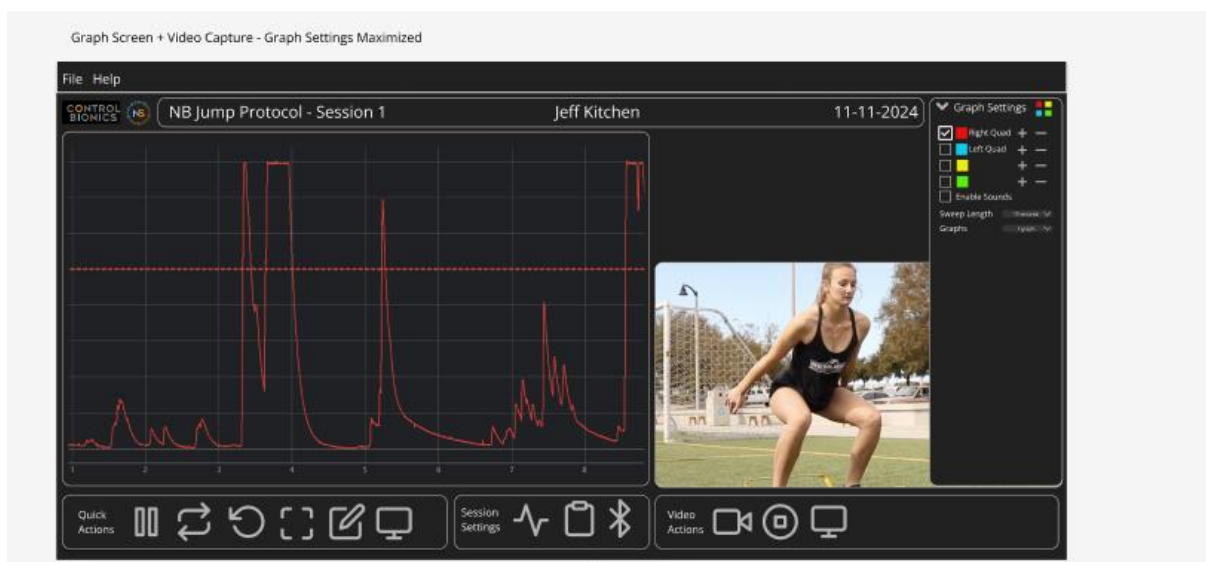 Graph Screen + Video Capture - Graph Settings Maximized
File Help
CONTROL BIONICS NS
NB Jump Protocol - Session 1 Jeff Kitchen 11-11-2024
Graph Settings
Right Quad + −
Left Quad + −
+ −
+ −
Enable Sounds
Sweep Length
Graphs
1 2 3 4 5 6 7 8
Quick Actions
Session Settings
Video Actions